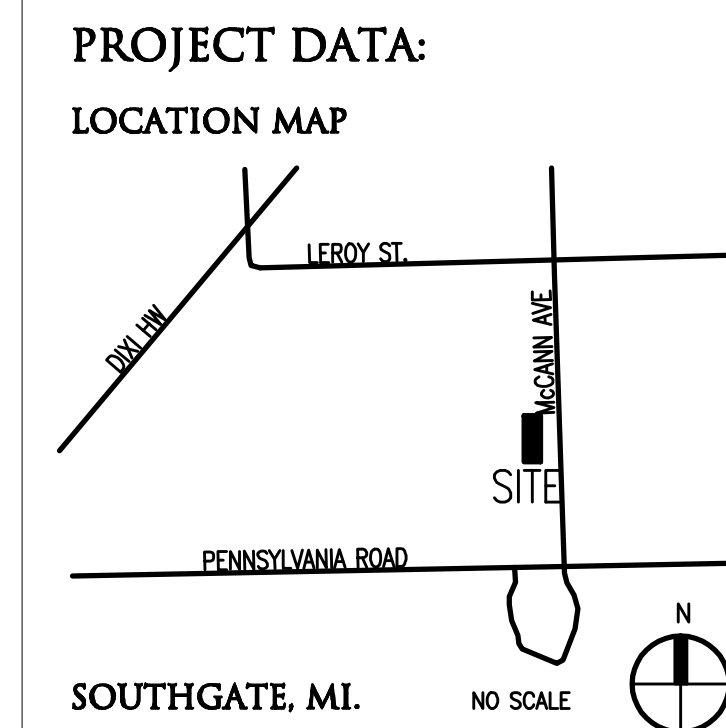 PROJECT DATA:
LOCATION MAP
LEROY ST.
DIXI HW
McCANN AVE
SITE
PENNSYLVANIA ROAD
N
SOUTHGATE, MI.
NO SCALE